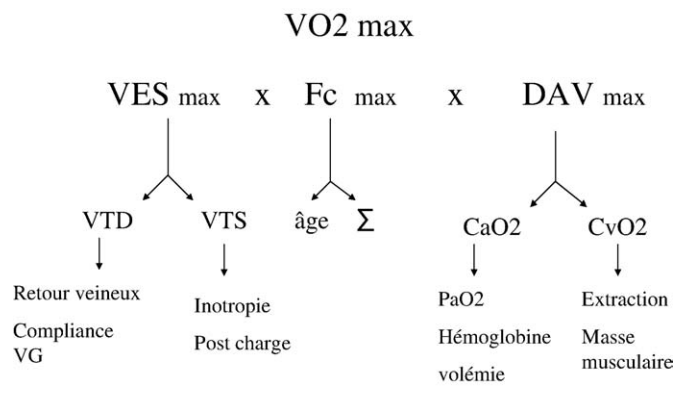 VO2 max
VES max x Fc max x DAV max
VTD VTS âge Σ CaO2 CvO2
Retour veineux
Compliance
VG
Inotropie
Post charge
PaO2
Hémoglobine
volémie
Extraction
Masse
musculaire